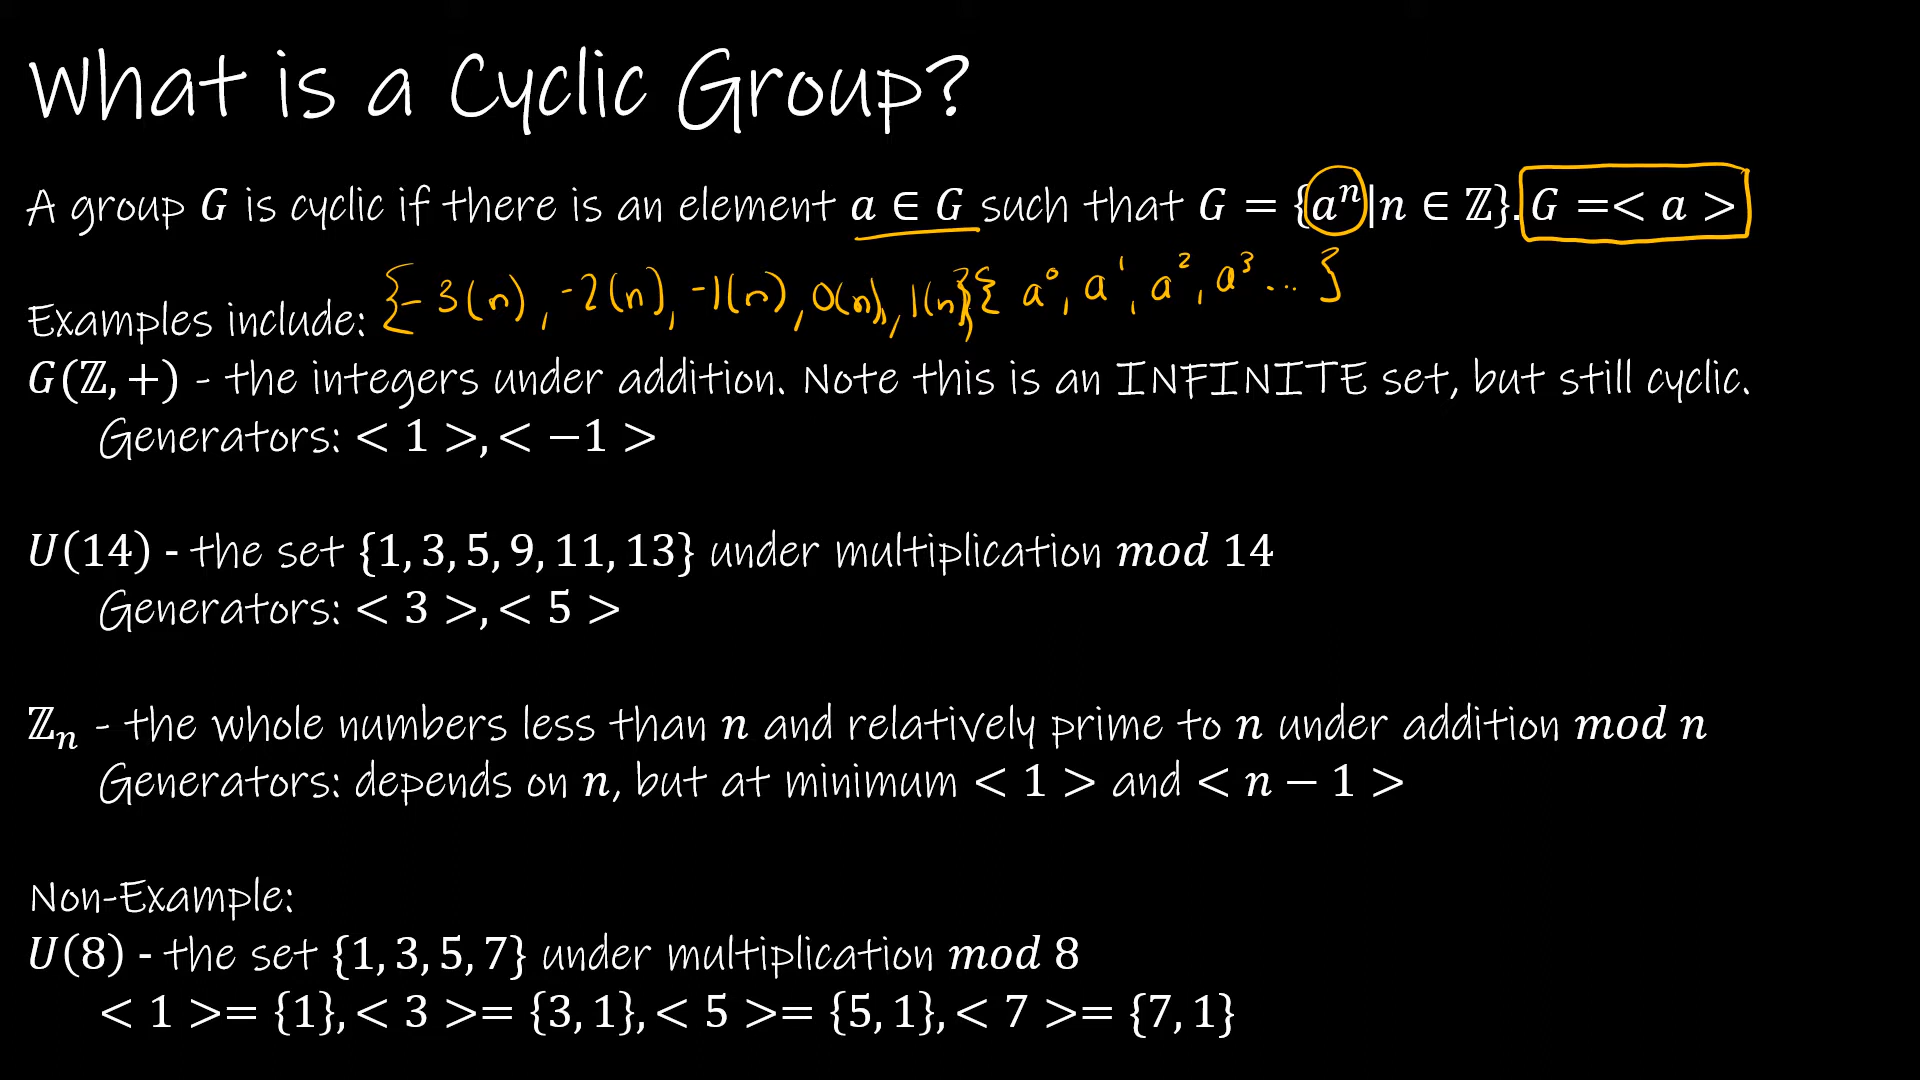 What is a Cyclic Group?
A group G is cyclic if there is an element a ∈ G such that G = {aⁿ|n ∈ ℤ}. G =< a >
{-3(n), -2(n), -1(n), 0(n), 1(n)} { a⁰, a¹, a², a³ ... }
Examples include:
G(ℤ, +) - the integers under addition. Note this is an INFINITE set, but still cyclic.
Generators: < 1 >, < −1 >
U(14) - the set {1, 3, 5, 9, 11, 13} under multiplication mod 14
Generators: < 3 >, < 5 >
ℤₙ - the whole numbers less than n and relatively prime to n under addition mod n
Generators: depends on n, but at minimum < 1 > and < n − 1 >
Non-Example:
U(8) - the set {1, 3, 5, 7} under multiplication mod 8
< 1 >= {1}, < 3 >= {3, 1}, < 5 >= {5, 1}, < 7 >= {7, 1}